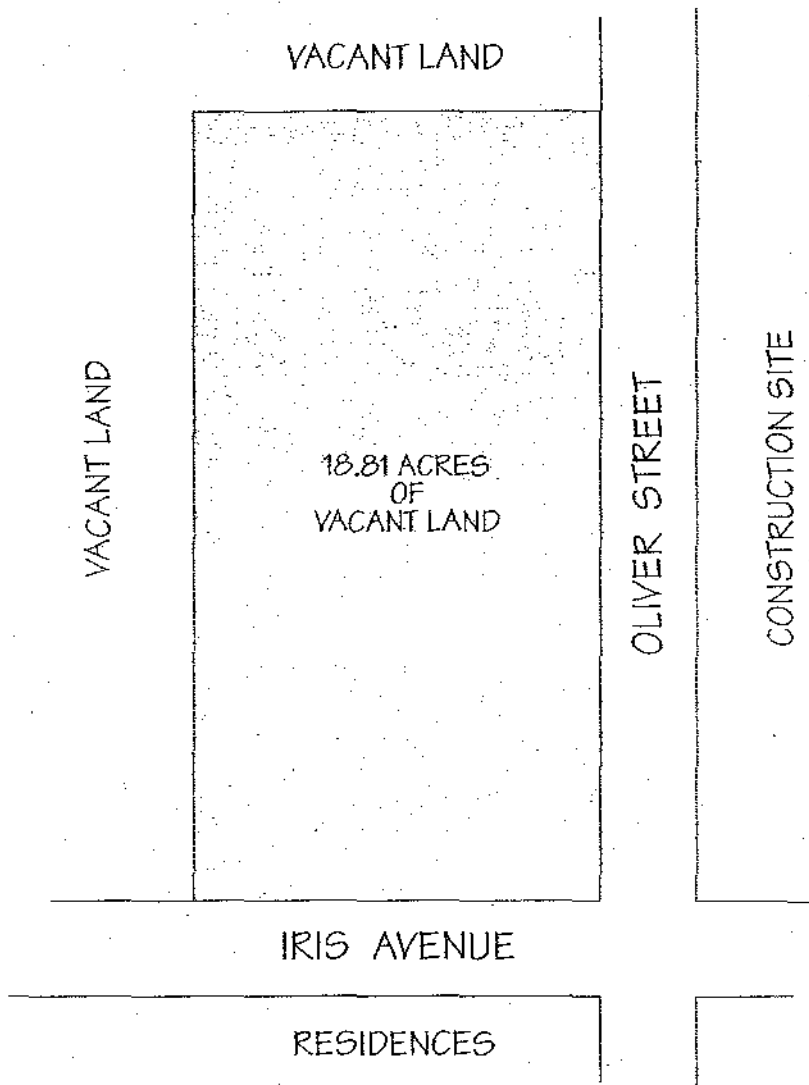 VACANT LAND
VACANT LAND
18.81 ACRES
OF
VACANT LAND
OLIVER STREET
CONSTRUCTION SITE
IRIS AVENUE
RESIDENCES